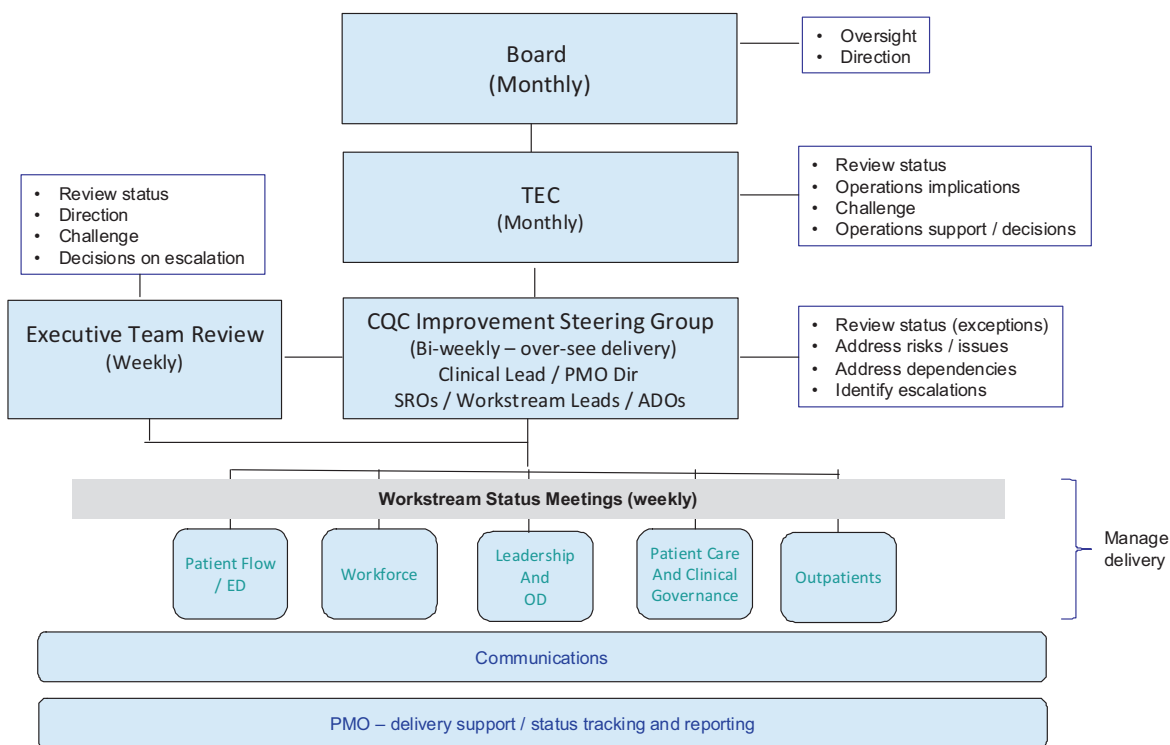 Board
(Monthly)
• Oversight
• Direction
TEC
(Monthly)
• Review status
• Operations implications
• Challenge
• Operations support / decisions
• Review status
• Direction
• Challenge
• Decisions on escalation
Executive Team Review
(Weekly)
CQC Improvement Steering Group
(Bi-weekly – over-see delivery)
Clinical Lead / PMO Dir
SROs / Workstream Leads / ADOs
• Review status (exceptions)
• Address risks / issues
• Address dependencies
• Identify escalations
Workstream Status Meetings (weekly)
Patient Flow
/ ED
Workforce
Leadership
And
OD
Patient Care
And Clinical
Governance
Outpatients
Manage
delivery
Communications
PMO – delivery support / status tracking and reporting